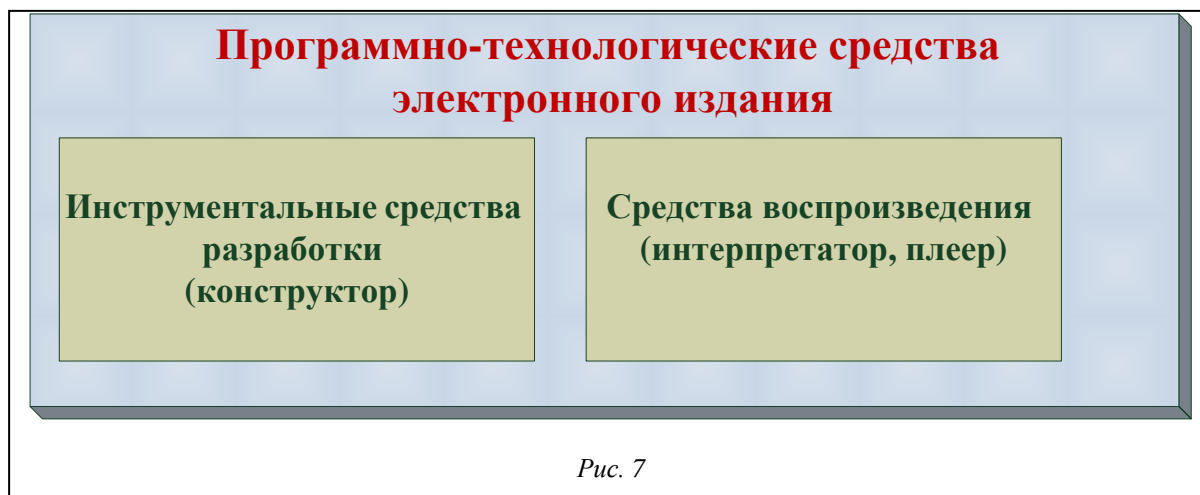 Программно-технологические средства
электронного издания
Инструментальные средства
разработки
(конструктор)
Средства воспроизведения
(интерпретатор, плеер)
Рис. 7